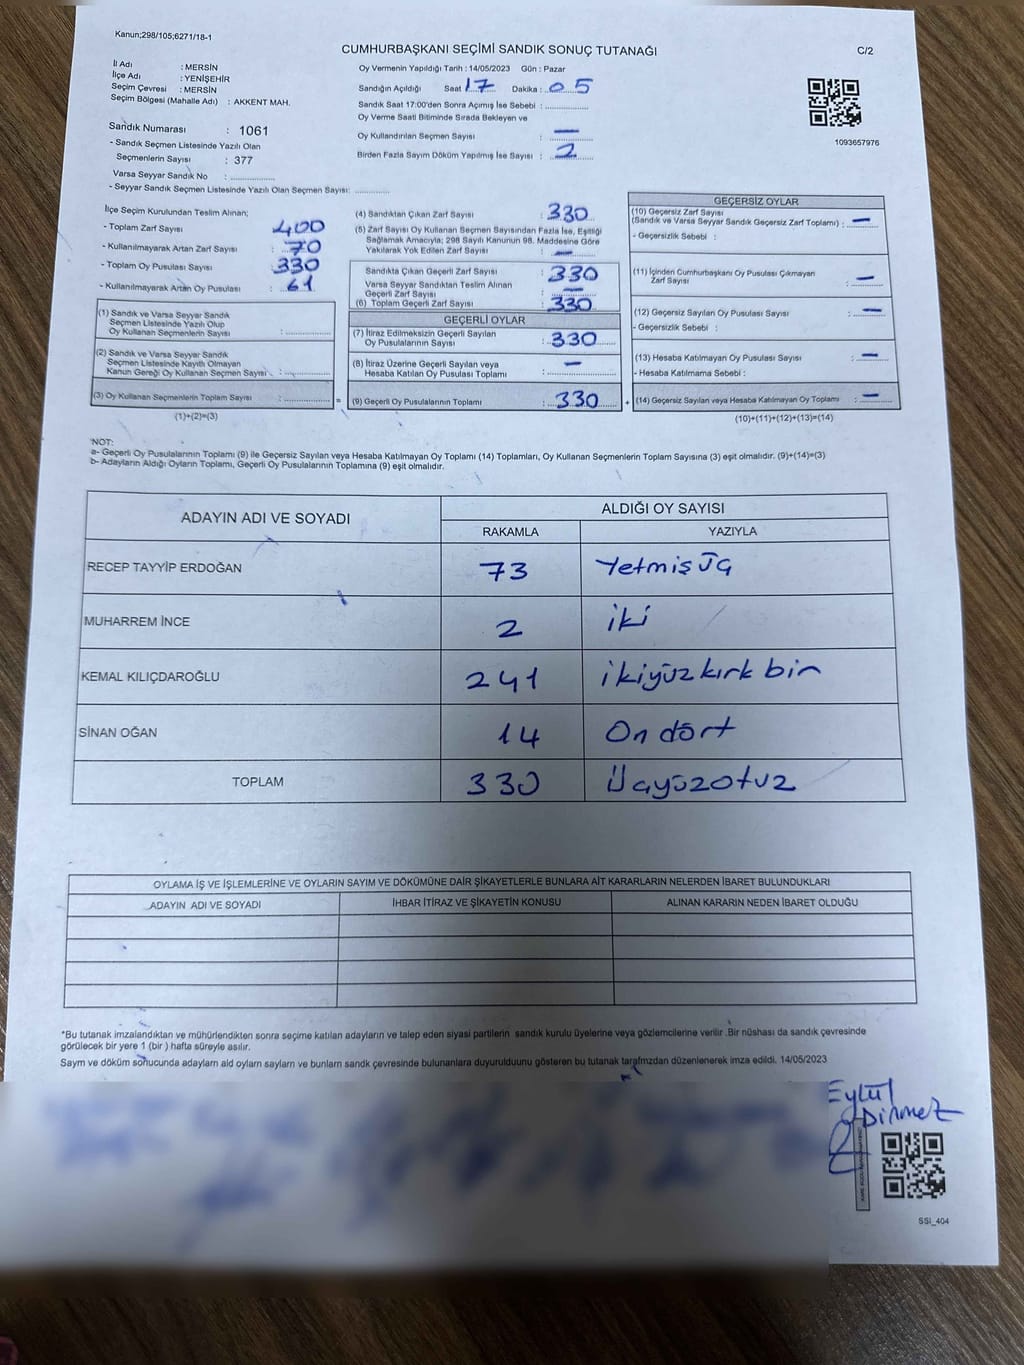 Kanun;298/105;6271/18-1
CUMHURBAŞKANI SEÇİMİ SANDIK SONUÇ TUTANAĞI
C/2
İl Adı : MERSİN
İlçe Adı : YENİŞEHİR
Seçim Çevresi : MERSİN
Seçim Bölgesi (Mahalle Adı) : AKKENT MAH.
Sandık Numarası : 1061
- Sandık Seçmen Listesinde Yazılı Olan
Seçmenlerin Sayısı : 377
Varsa Seyyar Sandık No : ............
- Seyyar Sandık Seçmen Listesinde Yazılı Olan Seçmen Sayısı: ............
Oy Vermenin Yapıldığı Tarih : 14/05/2023 Gün : Pazar
Sandığın Açıldığı Saat 17 Dakika : 05
Sandık Saat 17:00'den Sonra Açımış İse Sebebi : ............
Oy Verme Saati Bitiminde Sırada Bekleyen ve
Oy Kullandırılan Seçmen Sayısı : —
Birden Fazla Sayım Döküm Yapılmış İse Sayısı : 2
1093657976
İlçe Seçim Kurulundan Teslim Alınan;
- Toplam Zarf Sayısı : 400
- Kullanılmayarak Artan Zarf Sayısı : 70
- Toplam Oy Pusulası Sayısı : 330
- Kullanılmayarak Artan Oy Pusulası : 61
(1) Sandık ve Varsa Seyyar Sandık
Seçmen Listesinde Yazılı Olup
Oy Kullanan Seçmenlerin Sayısı : ............
(2) Sandık ve Varsa Seyyar Sandık
Seçmen Listesinde Kayıtlı Olmayan
Kanun Gereği Oy Kullanan Seçmen Sayısı : ............
(3) Oy Kullanan Seçmenlerin Toplam Sayısı : ............ =
(1)+(2)=(3)
(4) Sandıktan Çıkan Zarf Sayısı : 330
(5) Zarf Sayısı Oy Kullanan Seçmen Sayısından Fazla İse, Eşitliği
Sağlamak Amacıyla; 298 Sayılı Kanunun 98. Maddesine Göre
Yakılarak Yok Edilen Zarf Sayısı : —
Sandıkta Çıkan Geçerli Zarf Sayısı : 330
Varsa Seyyar Sandıktan Teslim Alınan
Geçerli Zarf Sayısı : —
(6) Toplam Geçerli Zarf Sayısı : 330
GEÇERLİ OYLAR
(7) İtiraz Edilmeksizin Geçerli Sayılan
Oy Pusulalarının Sayısı : 330
(8) İtiraz Üzerine Geçerli Sayılan veya
Hesaba Katılan Oy Pusulası Toplamı : —
(9) Geçerli Oy Pusulalarının Toplamı : 330 +
GEÇERSİZ OYLAR
(10) Geçersiz Zarf Sayısı
(Sandık ve Varsa Seyyar Sandık Geçersiz Zarf Toplamı) : —
- Geçersizlik Sebebi :
(11) İçinden Cumhurbaşkanı Oy Pusulası Çıkmayan
Zarf Sayısı : —
(12) Geçersiz Sayılan Oy Pusulası Sayısı : —
- Geçersizlik Sebebi :
(13) Hesaba Katılmayan Oy Pusulası Sayısı : —
- Hesaba Katılmama Sebebi :
(14) Geçersiz Sayılan veya Hesaba Katılmayan Oy Toplamı : —
(10)+(11)+(12)+(13)=(14)
NOT:
a- Geçerli Oy Pusulalarının Toplamı (9) ile Geçersiz Sayılan veya Hesaba Katılmayan Oy Toplamı (14) Toplamları, Oy Kullanan Seçmenlerin Toplam Sayısına (3) eşit olmalıdır. (9)+(14)=(3)
b- Adayların Aldığı Oyların Toplamı, Geçerli Oy Pusulalarının Toplamına (9) eşit olmalıdır.
ADAYIN ADI VE SOYADI
ALDIĞI OY SAYISI
RAKAMLA YAZIYLA
RECEP TAYYİP ERDOĞAN 73 Yetmiş Üç
MUHARREM İNCE 2 iki
KEMAL KILIÇDAROĞLU 241 ikiyüz kırk bir
SİNAN OĞAN 14 On dört
TOPLAM 330 Üçyüzotuz
OYLAMA İŞ VE İŞLEMLERİNE VE OYLARIN SAYIM VE DÖKÜMÜNE DAİR ŞİKAYETLERLE BUNLARA AİT KARARLARIN NELERDEN İBARET BULUNDUKLARI
ADAYIN ADI VE SOYADI İHBAR İTİRAZ VE ŞİKAYETİN KONUSU ALINAN KARARIN NEDEN İBARET OLDUĞU
*Bu tutanak imzalandıktan ve mühürlendikten sonra seçime katılan adayların ve talep eden siyasi partilerin sandık kurulu üyelerine veya gözlemcilerine verilir .Bir nüshası da sandık çevresinde
görülecek bir yere 1 (bir ) hafta süreyle asılır.
Saym ve döküm sonucunda adaylarn ald oylarn saylarn ve bunlarn sandk çevresinde bulunanlara duyurulduunu gösteren bu tutanak tarafmzdan düzenlenerek imza edildi. 14/05/2023
Eylül
Dinmez
SSI_404